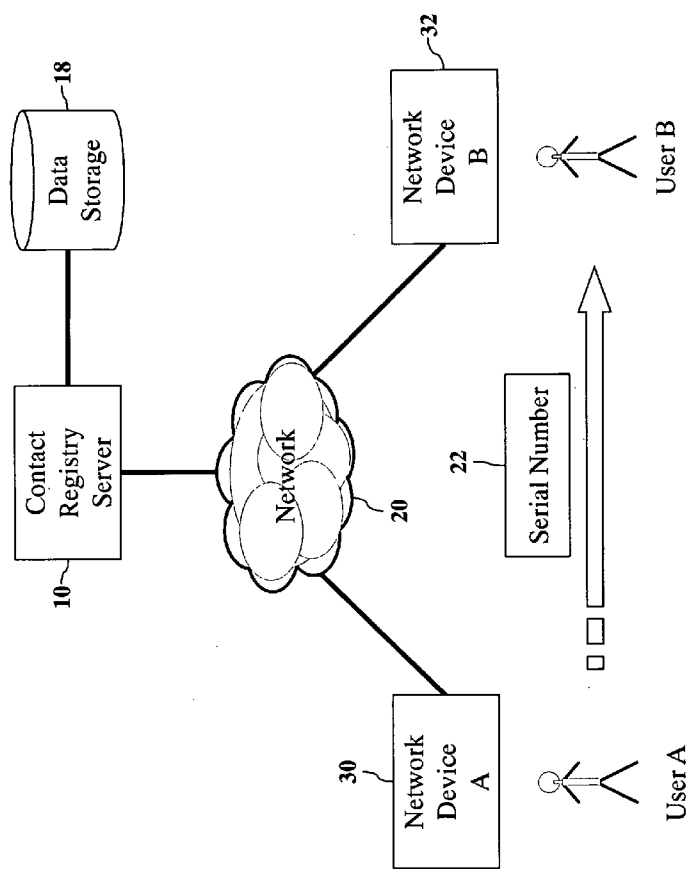 18
Data
Storage
10
Contact
Registry
Server
Network
20
30
Network
Device
A
32
Network
Device
B
22
Serial Number
User A
User B